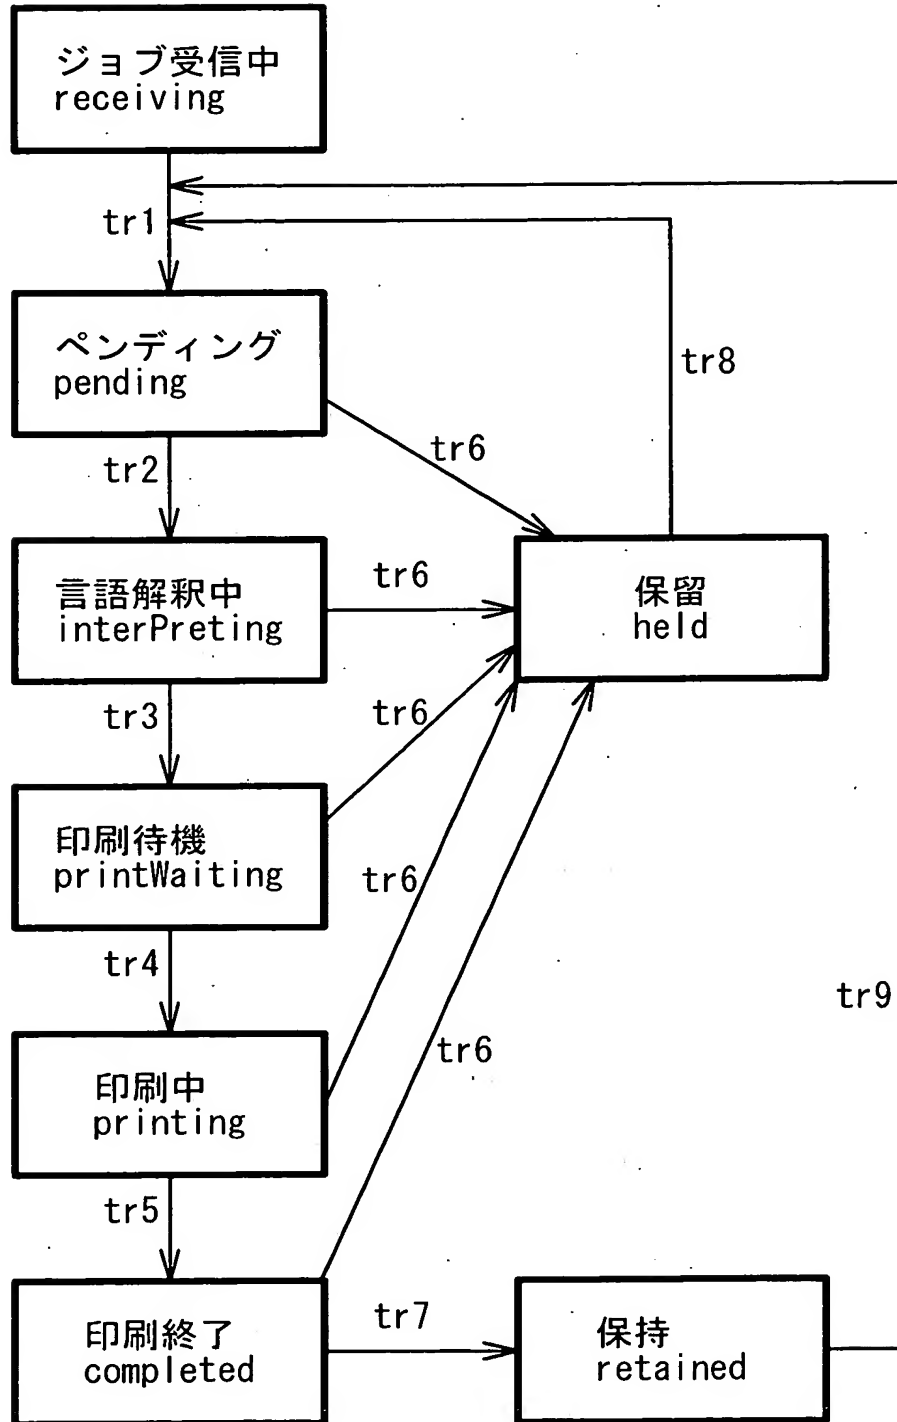 ジョブ受信中
receiving
tr1
ペンディング
pending
tr8
tr6
tr2
言語解釈中
interPreting
tr6
保留
held
tr3
tr6
印刷待機
printWaiting
tr6
tr4
tr9
印刷中
printing
tr6
tr5
印刷終了
completed
tr7
保持
retained